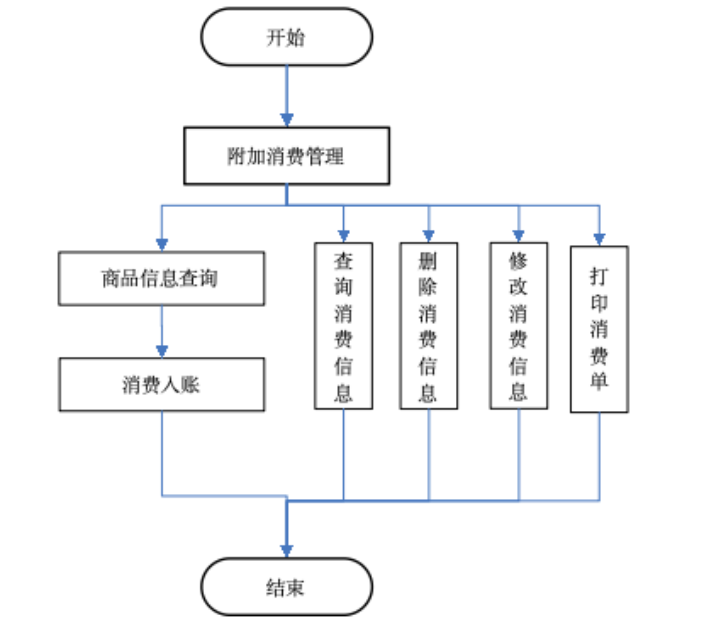 开始
附加消费管理
商品信息查询
消费入账
查询消费信息
删除消费信息
修改消费信息
打印消费单
结束